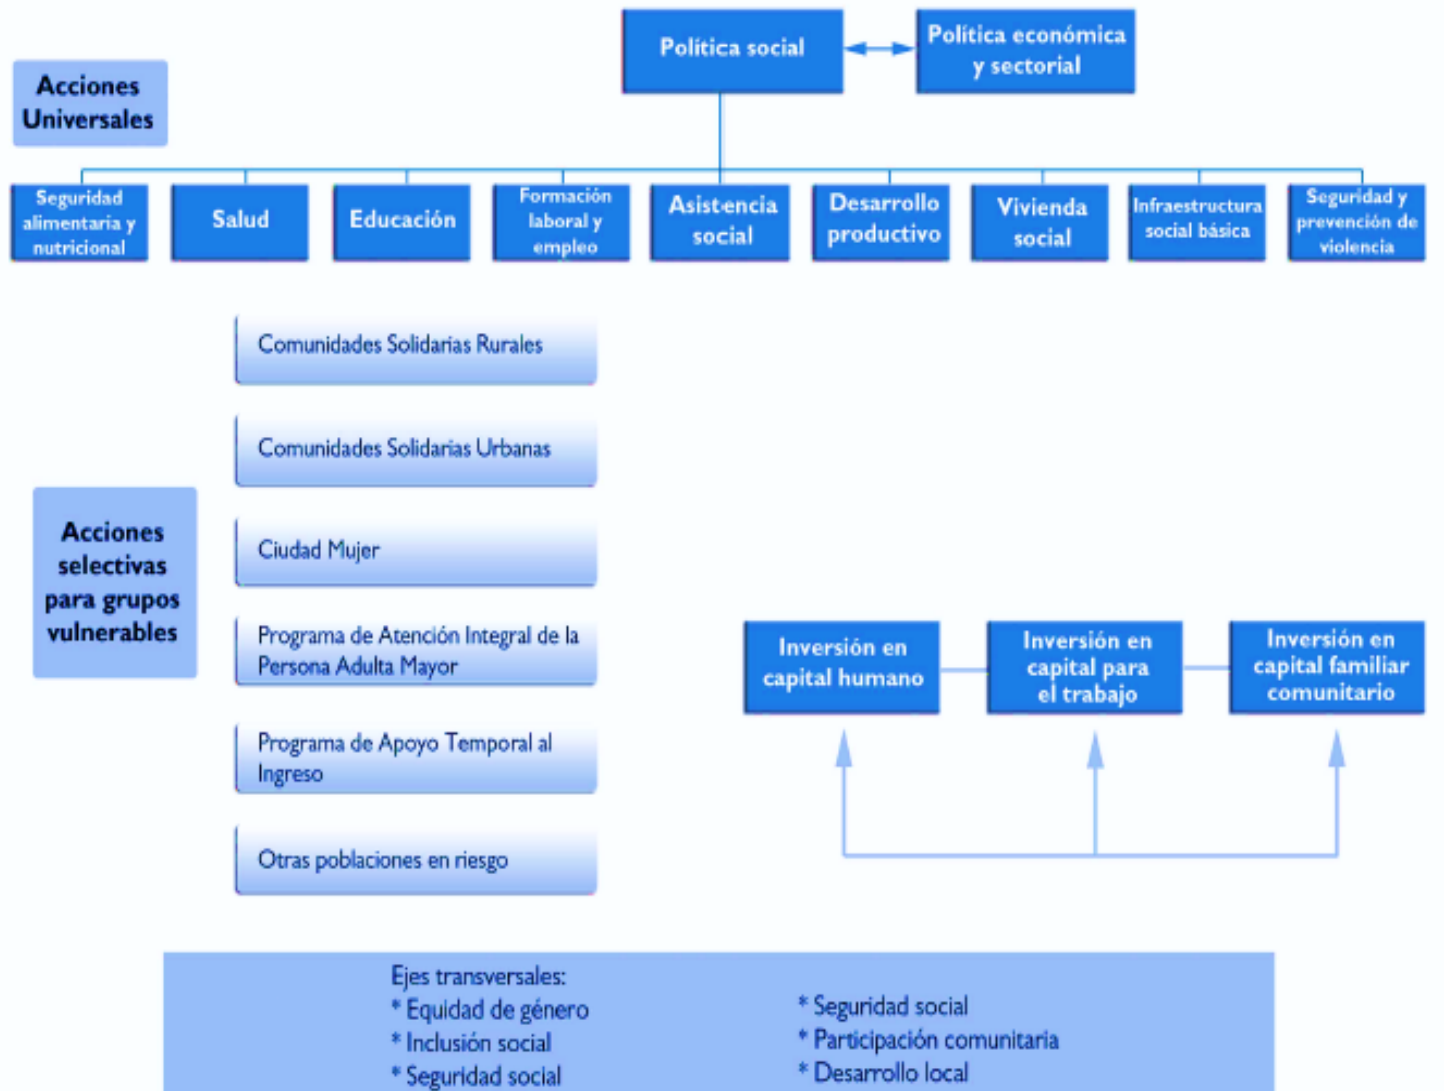 Política social
Política económica
y sectorial
Acciones
Universales
Seguridad
alimentaria y
nutricional
Salud
Educación
Formación
laboral y
empleo
Asistencia
social
Desarrollo
productivo
Vivienda
social
Infraestructura
social básica
Seguridad y
prevención de
violencia
Comunidades Solidarias Rurales
Comunidades Solidarias Urbanas
Acciones
selectivas
para grupos
vulnerables
Ciudad Mujer
Programa de Atención Integral de la
Persona Adulta Mayor
Programa de Apoyo Temporal al
Ingreso
Otras poblaciones en riesgo
Inversión en
capital humano
Inversión en
capital para
el trabajo
Inversión en
capital familiar
comunitario
Ejes transversales:
* Equidad de género
* Inclusión social
* Seguridad social
* Seguridad social
* Participación comunitaria
* Desarrollo local